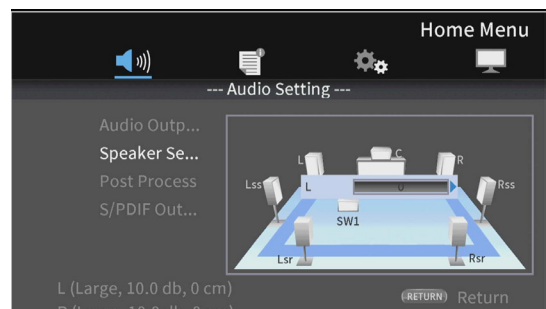 Home Menu
--- Audio Setting ---
Audio Outp...
Speaker Se...
Post Process
S/PDIF Out...
L
C
R
Lss
L
Rss
SW1
Lsr
Rsr
L (Large, 10.0 db, 0 cm)
RETURN Return